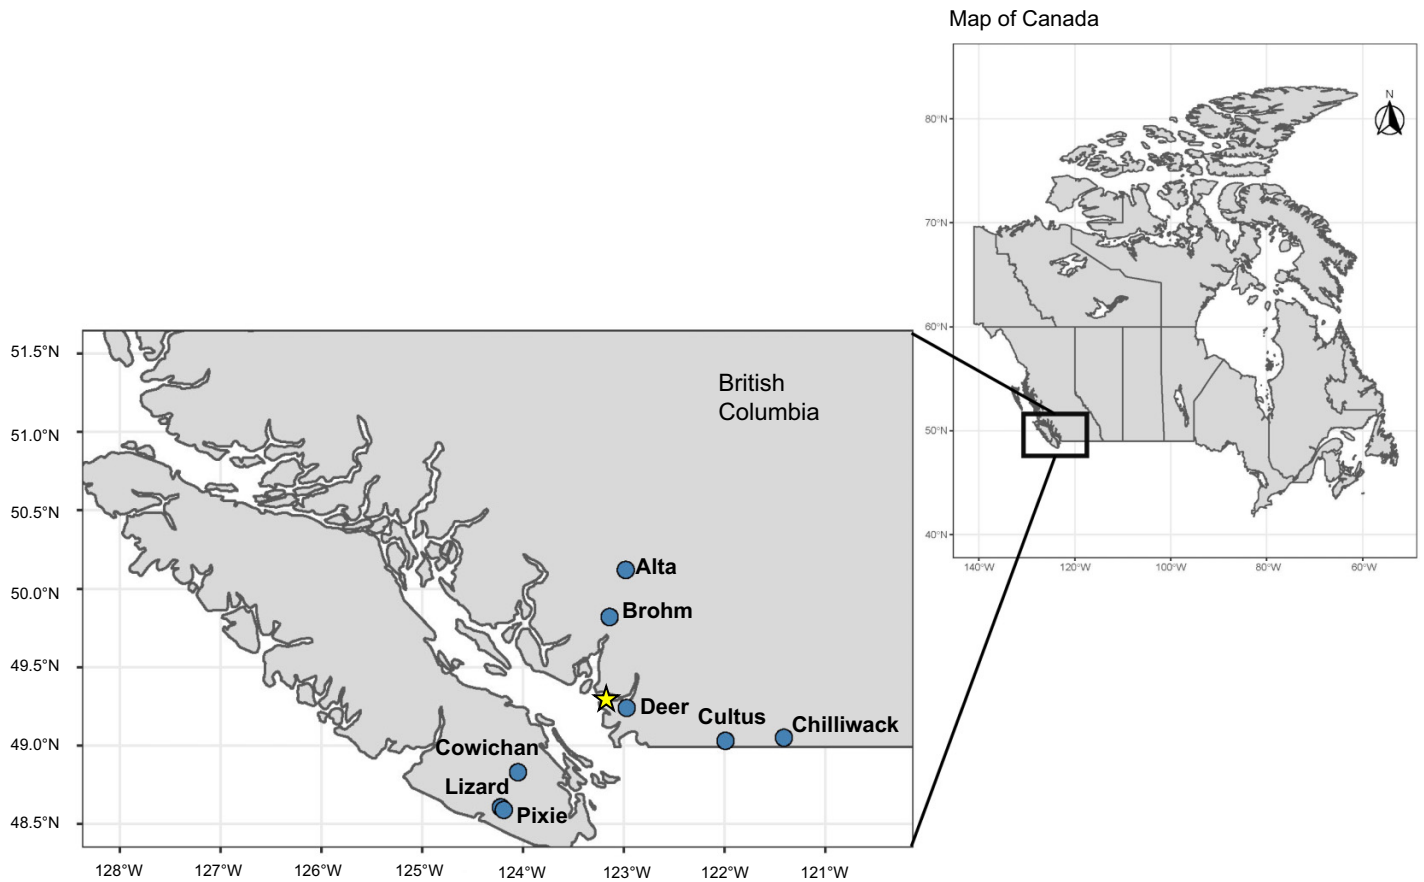 Map of Canada
N
80°N
70°N
60°N
50°N
40°N
140°W
120°W
100°W
80°W
60°W
51.5°N
51.0°N
50.5°N
50.0°N
49.5°N
49.0°N
48.5°N
British
Columbia
Alta
Brohm
Deer
Cultus
Chilliwack
Cowichan
Lizard
Pixie
128°W
127°W
126°W
125°W
124°W
123°W
122°W
121°W